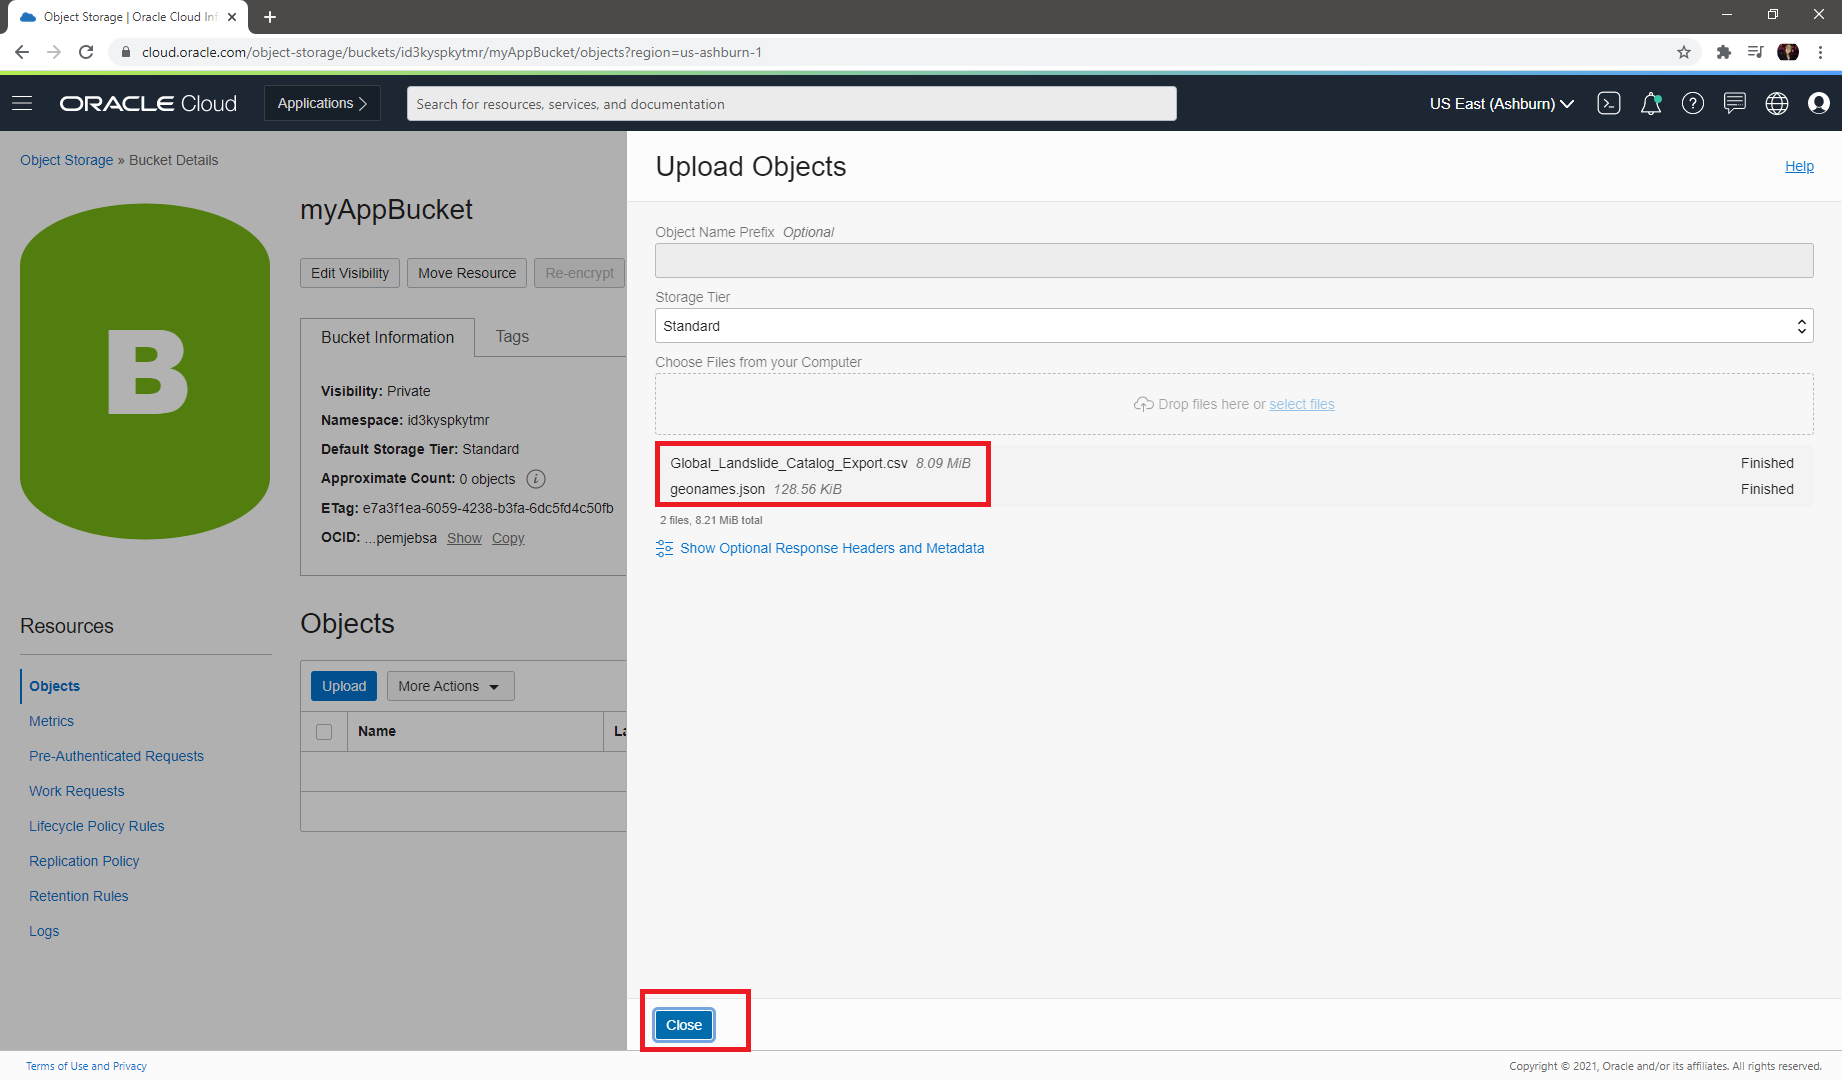 Object Storage | Oracle Cloud Inf
cloud.oracle.com/object-storage/buckets/id3kyspkytmr/myAppBucket/objects?region=us-ashburn-1
ORACLE Cloud
Applications
Search for resources, services, and documentation
US East (Ashburn)
Object Storage » Bucket Details
B
myAppBucket
Edit Visibility
Move Resource
Re-encrypt
Bucket Information
Tags
Visibility: Private
Namespace: id3kyspkytmr
Default Storage Tier: Standard
Approximate Count: 0 objects i
ETag: e7a3f1ea-6059-4238-b3fa-6dc5fd4c50fb
OCID: ...pemjebsa Show Copy
Resources
Objects
Metrics
Pre-Authenticated Requests
Work Requests
Lifecycle Policy Rules
Replication Policy
Retention Rules
Logs
Objects
Upload
More Actions
Name
La
Upload Objects
Help
Object Name Prefix Optional
Storage Tier
Standard
Choose Files from your Computer
Drop files here or select files
Global_Landslide_Catalog_Export.csv 8.09 MiB Finished
geonames.json 128.56 KiB Finished
2 files, 8.21 MiB total
Show Optional Response Headers and Metadata
Close
Terms of Use and Privacy
Copyright © 2021, Oracle and/or its affiliates. All rights reserved.